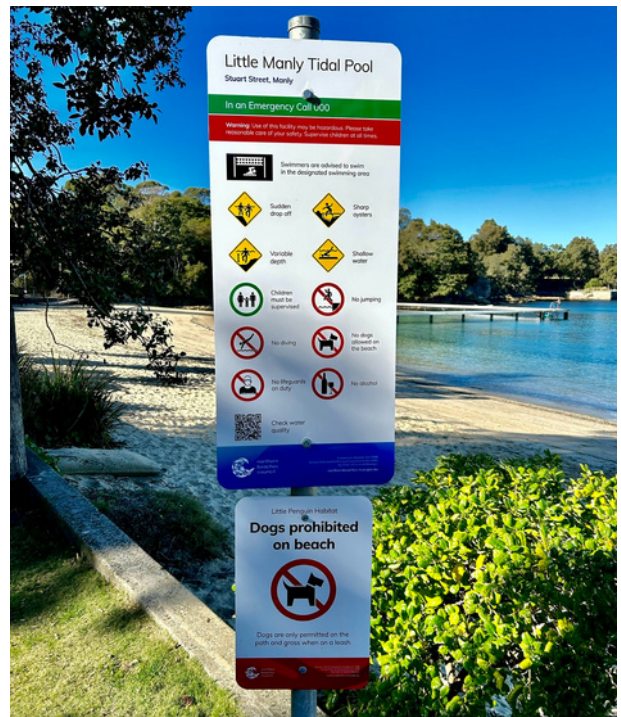 Little Manly Tidal Pool
Stuart Street, Manly
In an Emergency Call 000
Warning: Use of this facility may be hazardous. Please take
reasonable care of your safety. Supervise children at all times.
Swimmers are advised to swim
in the designated swimming area
Sudden
drop off
Sharp
oysters
Variable
depth
Shallow
water
Children
must be
supervised
No jumping
No diving
No dogs
allowed on
the beach
No lifeguards
on duty
No alcohol
Check water
quality
northern
beaches
council
Little Penguin Habitat
Dogs prohibited
on beach
Dogs are only permitted on the
path and grass when on a leash.